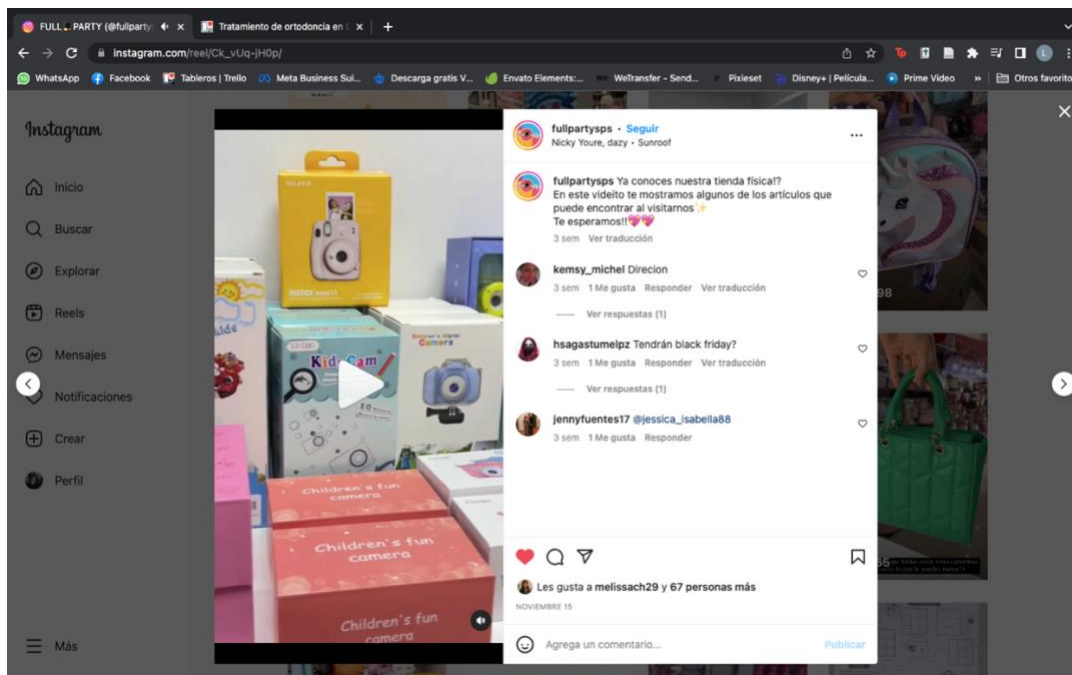 FULL PARTY (@fullparty
Tratamiento de ortodoncia en
instagram.com/reel/Ck_vUq-jH0p/
WhatsApp
Facebook
Tableros | Trello
Meta Business Sui...
Descarga gratis V...
Envato Elements:...
WeTransfer - Send...
Pixieset
Disney+ | Película...
Prime Video
»
Otros favorito
Instagram
Inicio
Buscar
Explorar
Reels
Mensajes
Notificaciones
Crear
Perfil
Más
instax mini 11
Kids Cam
Children's Digital
Camera
Children's fun
camera
Children's fun
camera
Children's fun
camera
fullpartysps • Seguir
Nicky Youre, dazy • Sunroof
fullpartysps Ya conoces nuestra tienda física!?
En este videito te mostramos algunos de los artículos que
puede encontrar al visitarnos✨
Te esperamos!!💖💖
3 sem Ver traducción
kemsy_michel Direcion
3 sem 1 Me gusta Responder Ver traducción
Ver respuestas (1)
hsagastumelpz Tendrán black friday?
3 sem 1 Me gusta Responder Ver traducción
Ver respuestas (1)
jennyfuentes17 @jessica_isabella88
3 sem 1 Me gusta Responder
Les gusta a melissach29 y 67 personas más
NOVIEMBRE 15
Agrega un comentario...
Publicar
98